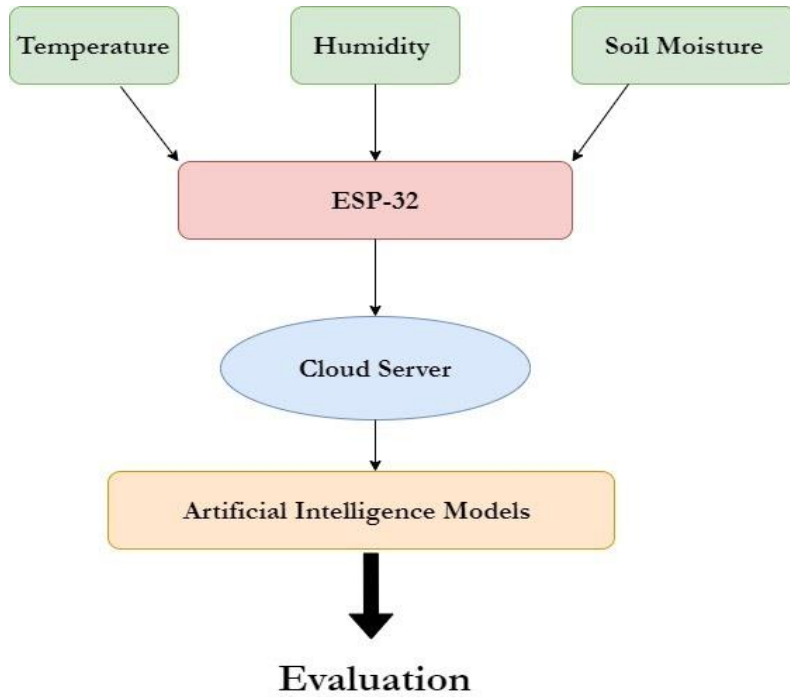 Temperature
Humidity
Soil Moisture
ESP-32
Cloud Server
Artificial Intelligence Models
Evaluation